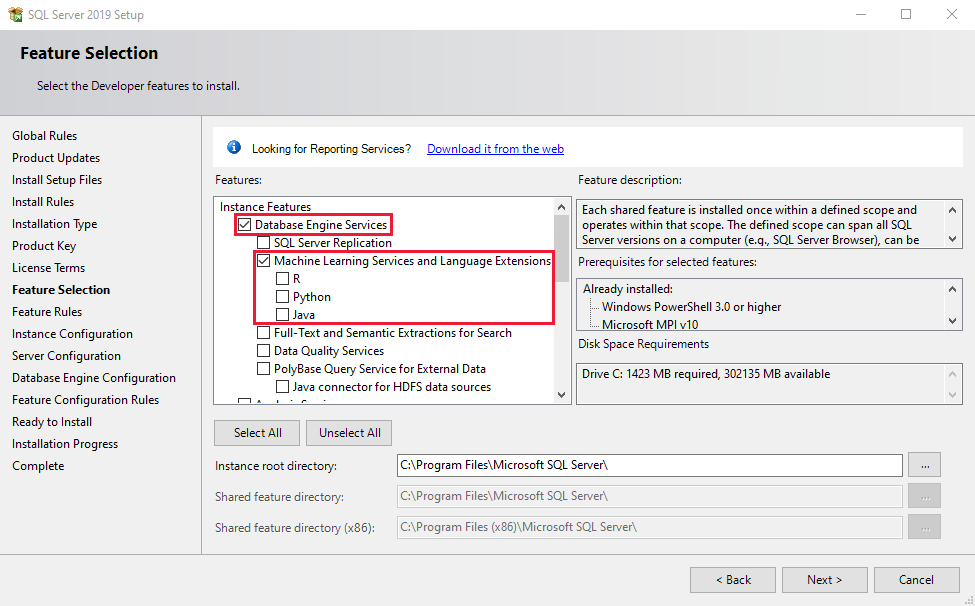 SQL Server 2019 Setup
Feature Selection
Select the Developer features to install.
Global Rules
Product Updates
Install Setup Files
Install Rules
Installation Type
Product Key
License Terms
Feature Selection
Feature Rules
Instance Configuration
Server Configuration
Database Engine Configuration
Feature Configuration Rules
Ready to Install
Installation Progress
Complete
Looking for Reporting Services? Download it from the web
Features:
Instance Features
Database Engine Services
SQL Server Replication
Machine Learning Services and Language Extensions
R
Python
Java
Full-Text and Semantic Extractions for Search
Data Quality Services
PolyBase Query Service for External Data
Java connector for HDFS data sources
Feature description:
Each shared feature is installed once within a defined scope and
operates within that scope. The defined scope can span all SQL
Server versions on a computer (e.g., SQL Server Browser), can be
Prerequisites for selected features:
Already installed:
Windows PowerShell 3.0 or higher
Microsoft MPI v10
Disk Space Requirements
Drive C: 1423 MB required, 302135 MB available
Select All
Unselect All
Instance root directory:
C:\Program Files\Microsoft SQL Server\
...
Shared feature directory:
C:\Program Files\Microsoft SQL Server\
...
Shared feature directory (x86):
C:\Program Files (x86)\Microsoft SQL Server\
...
< Back
Next >
Cancel